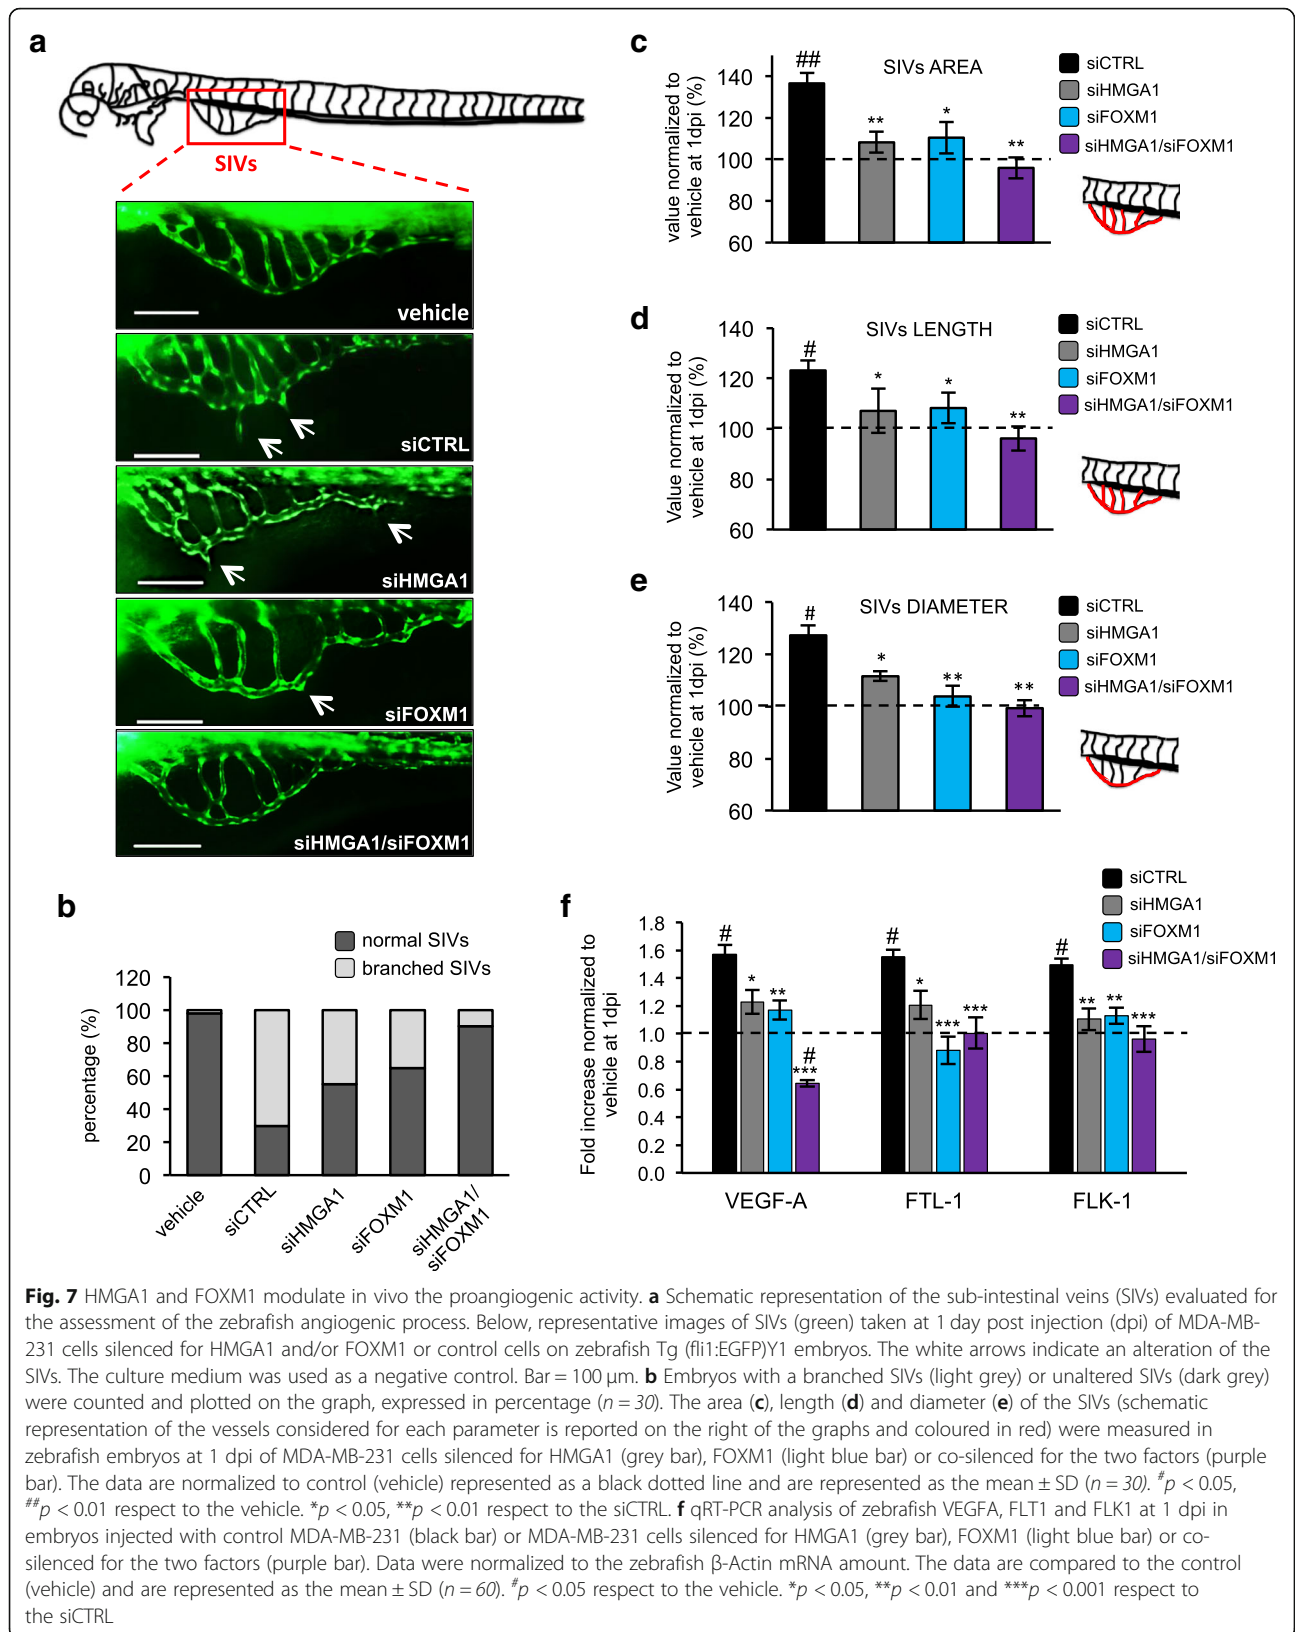 a
SIVs
vehicle
siCTRL
siHMGA1
siFOXM1
siHMGA1/siFOXM1
b
normal SIVs
branched SIVs
percentage (%)
120
100
80
60
40
20
0
vehicle
siCTRL
siHMGA1
siFOXM1
siHMGA1/
siFOXM1
c
SIVs AREA
value normalized to
vehicle at 1dpi (%)
140
120
100
80
60
##
**
*
**
siCTRL
siHMGA1
siFOXM1
siHMGA1/siFOXM1
d
SIVs LENGTH
Value normalized to
vehicle at 1dpi (%)
140
120
100
80
60
#
*
*
**
siCTRL
siHMGA1
siFOXM1
siHMGA1/siFOXM1
e
SIVs DIAMETER
Value normalized to
vehicle at 1dpi (%)
140
120
100
80
60
#
*
**
**
siCTRL
siHMGA1
siFOXM1
siHMGA1/siFOXM1
f
siCTRL
siHMGA1
siFOXM1
siHMGA1/siFOXM1
Fold increase normalized to
vehicle at 1dpi
1.8
1.6
1.4
1.2
1.0
0.8
0.6
0.4
0.2
0.0
#
*
**
#
***
#
*
***
***
#
**
**
***
VEGF-A
FTL-1
FLK-1
Fig. 7 HMGA1 and FOXM1 modulate in vivo the proangiogenic activity. a Schematic representation of the sub-intestinal veins (SIVs) evaluated for
the assessment of the zebrafish angiogenic process. Below, representative images of SIVs (green) taken at 1 day post injection (dpi) of MDA-MB-
231 cells silenced for HMGA1 and/or FOXM1 or control cells on zebrafish Tg (fli1:EGFP)Y1 embryos. The white arrows indicate an alteration of the
SIVs. The culture medium was used as a negative control. Bar = 100 μm. b Embryos with a branched SIVs (light grey) or unaltered SIVs (dark grey)
were counted and plotted on the graph, expressed in percentage (n = 30). The area (c), length (d) and diameter (e) of the SIVs (schematic
representation of the vessels considered for each parameter is reported on the right of the graphs and coloured in red) were measured in
zebrafish embryos at 1 dpi of MDA-MB-231 cells silenced for HMGA1 (grey bar), FOXM1 (light blue bar) or co-silenced for the two factors (purple
bar). The data are normalized to control (vehicle) represented as a black dotted line and are represented as the mean ± SD (n = 30). #p < 0.05,
##p < 0.01 respect to the vehicle. *p < 0.05, **p < 0.01 respect to the siCTRL. f qRT-PCR analysis of zebrafish VEGFA, FLT1 and FLK1 at 1 dpi in
embryos injected with control MDA-MB-231 (black bar) or MDA-MB-231 cells silenced for HMGA1 (grey bar), FOXM1 (light blue bar) or co-
silenced for the two factors (purple bar). Data were normalized to the zebrafish β-Actin mRNA amount. The data are compared to the control
(vehicle) and are represented as the mean ± SD (n = 60). #p < 0.05 respect to the vehicle. *p < 0.05, **p < 0.01 and ***p < 0.001 respect to
the siCTRL